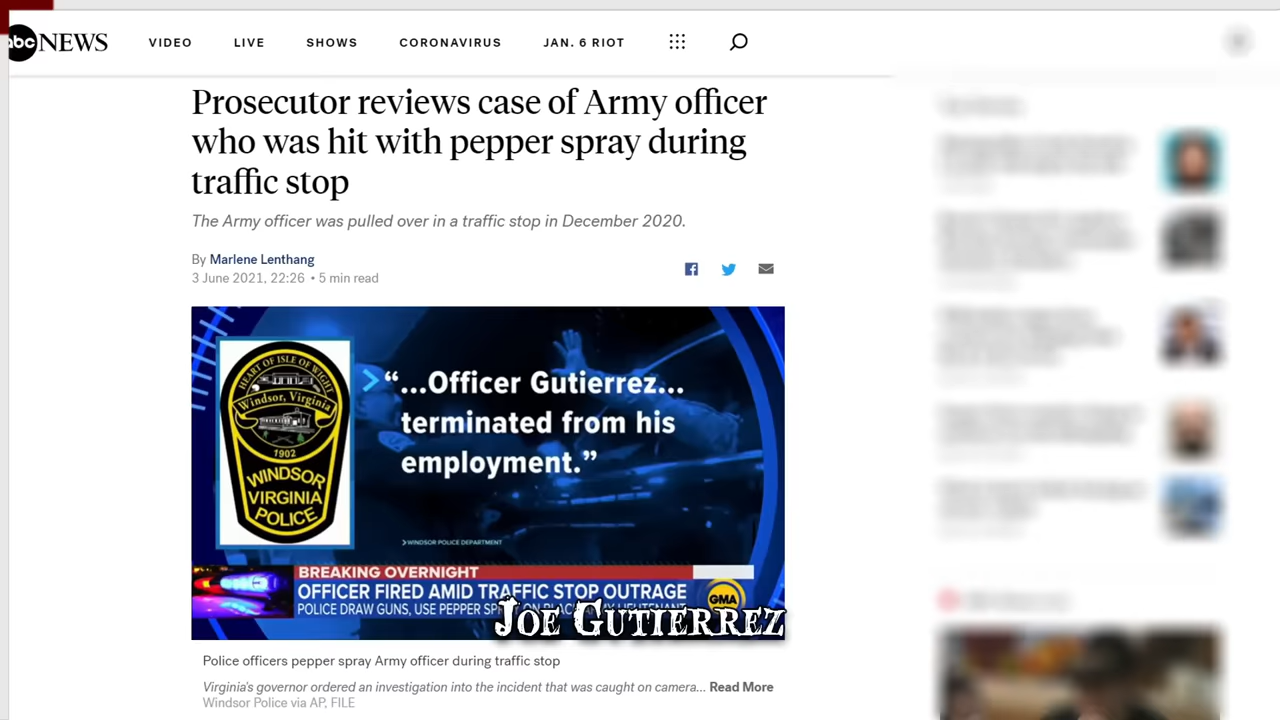 abc NEWS VIDEO LIVE SHOWS CORONAVIRUS JAN. 6 RIOT
Prosecutor reviews case of Army officer
who was hit with pepper spray during
traffic stop
The Army officer was pulled over in a traffic stop in December 2020.
By Marlene Lenthang
3 June 2021, 22:26 • 5 min read
HEART OF ISLE OF WIGHT
Windsor, Virginia
1902
WINDSOR
VIRGINIA
POLICE
“...Officer Gutierrez...
terminated from his
employment.”
WINDSOR POLICE DEPARTMENT
BREAKING OVERNIGHT
OFFICER FIRED AMID TRAFFIC STOP OUTRAGE
GMA
POLICE DRAW GUNS, USE PEPPER
JOE GUTIERREZ
Police officers pepper spray Army officer during traffic stop
Virginia's governor ordered an investigation into the incident that was caught on camera... Read More
Windsor Police via AP, FILE